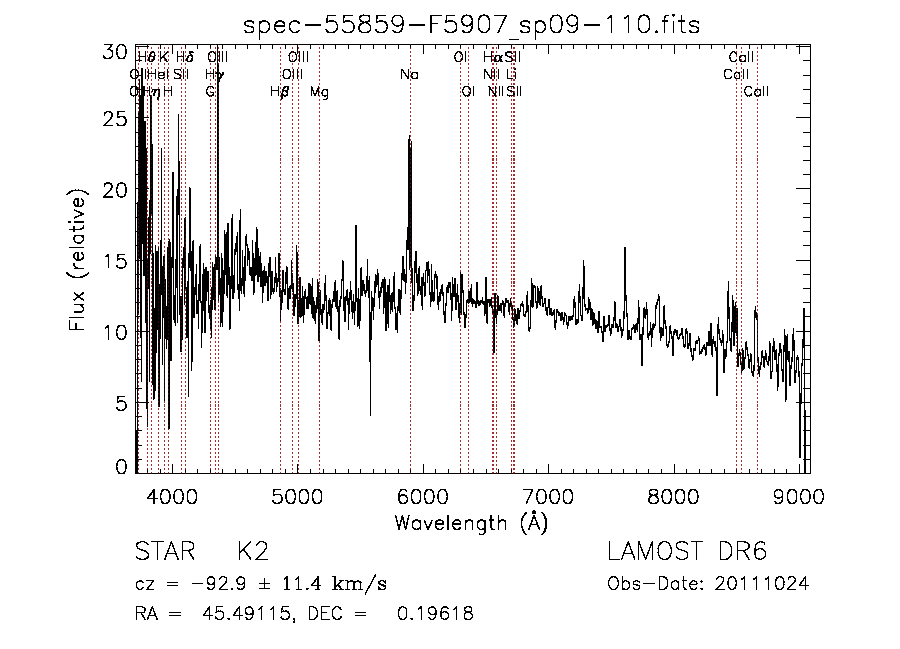 spec-55859-F5907_sp09-110.fits
Hθ K Hδ OIII OIII OI Hα SII CaII
OII HeI SII Hγ OIII Na NII Li CaII
OII Hη H G Hβ Mg OI NII SII CaII
30
25
20
15
10
5
0
Flux (relative)
4000 5000 6000 7000 8000 9000
Wavelength (Å)
STAR K2 LAMOST DR6
cz = -92.9 ± 11.4 km/s Obs-Date: 20111024
RA = 45.49115, DEC = 0.19618